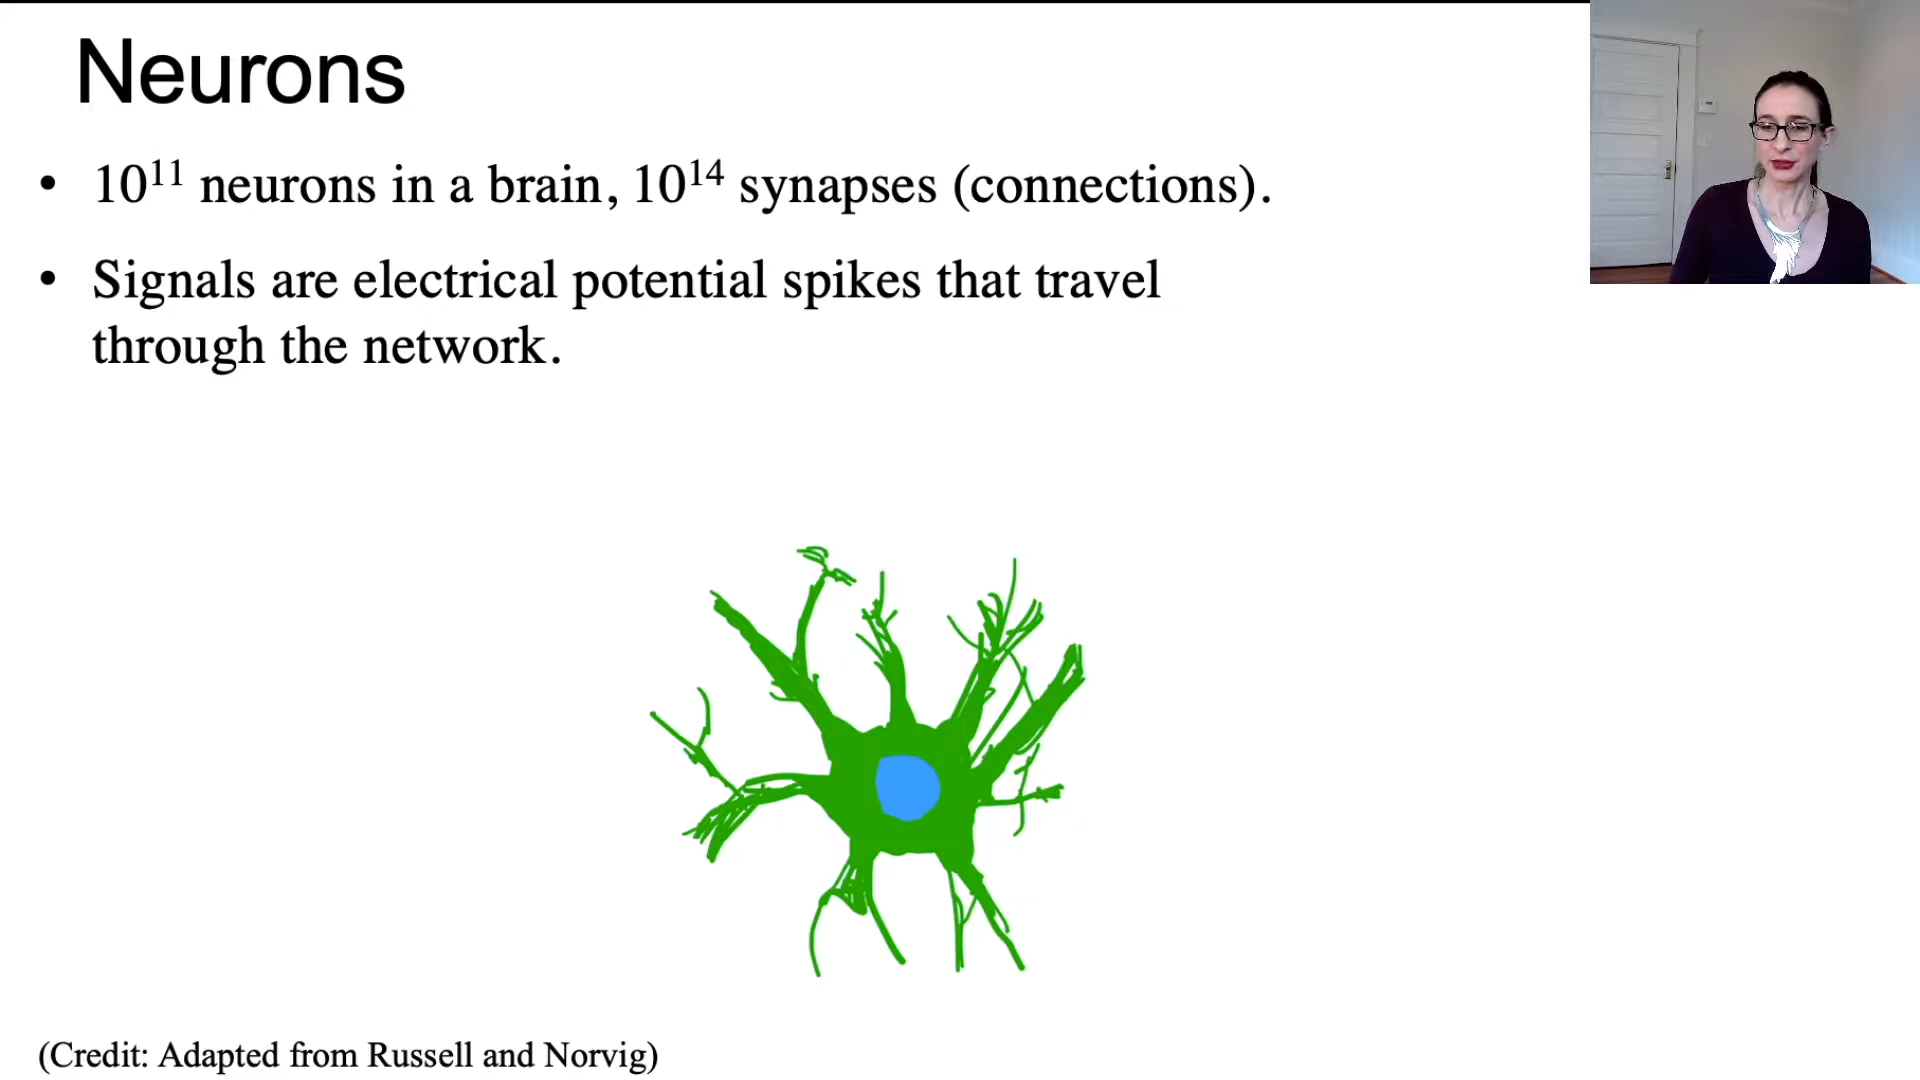 Neurons
• 10¹¹ neurons in a brain, 10¹⁴ synapses (connections).
• Signals are electrical potential spikes that travel
through the network.
(Credit: Adapted from Russell and Norvig)